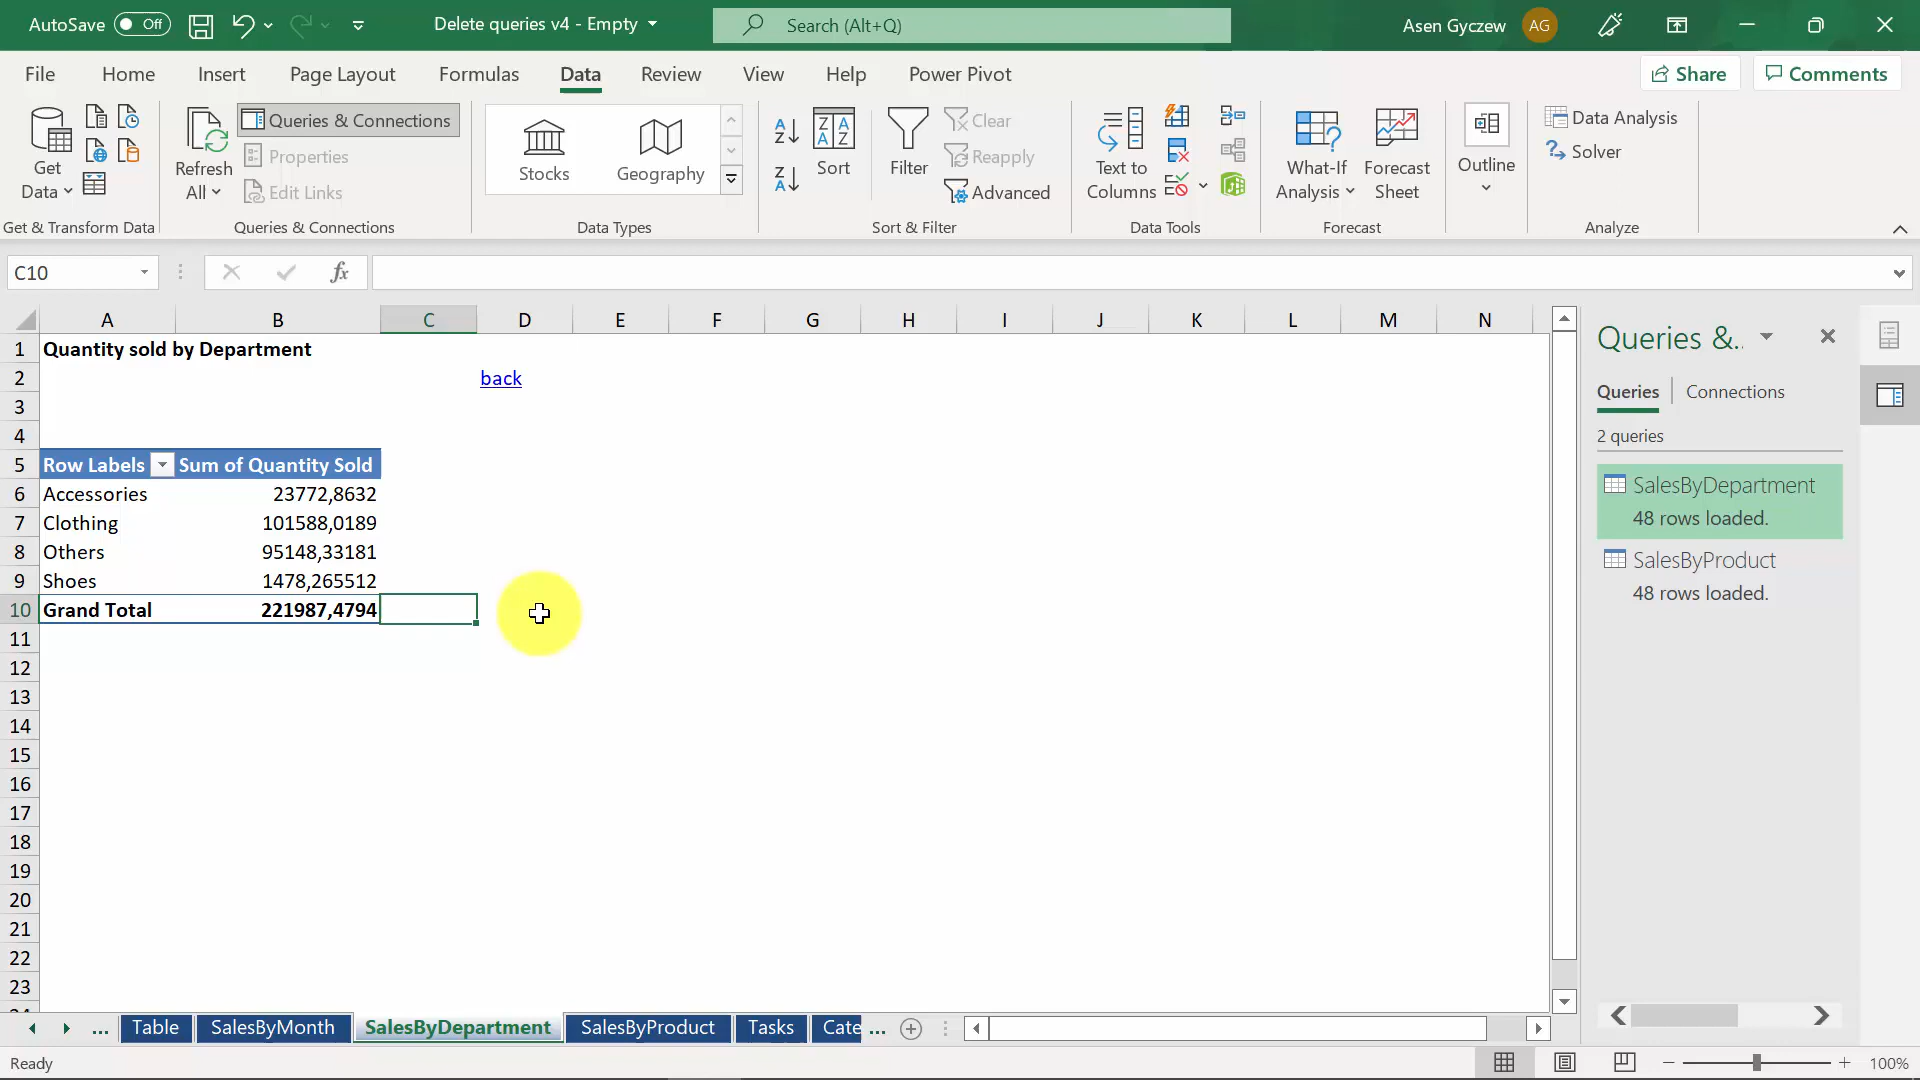 AutoSave Off Delete queries v4 - Empty Search (Alt+Q) Asen Gyczew AG
File Home Insert Page Layout Formulas Data Review View Help Power Pivot Share Comments
Get Data
Refresh All
Queries & Connections
Properties
Edit Links
Stocks
Geography
Sort
Filter
Clear
Reapply
Advanced
Text to Columns
What-If Analysis
Forecast Sheet
Outline
Data Analysis
Solver
Get & Transform Data Queries & Connections Data Types Sort & Filter Data Tools Forecast Analyze
C10 fx
A B C D E F G H I J K L M N
1 Quantity sold by Department
2 back
3
4
5 Row Labels Sum of Quantity Sold
6 Accessories 23772,8632
7 Clothing 101588,0189
8 Others 95148,33181
9 Shoes 1478,265512
10 Grand Total 221987,4794
11
12
13
14
15
16
17
18
19
20
21
22
23
Queries &..
Queries Connections
2 queries
SalesByDepartment
48 rows loaded.
SalesByProduct
48 rows loaded.
... Table SalesByMonth SalesByDepartment SalesByProduct Tasks Cate ...
Ready 100%